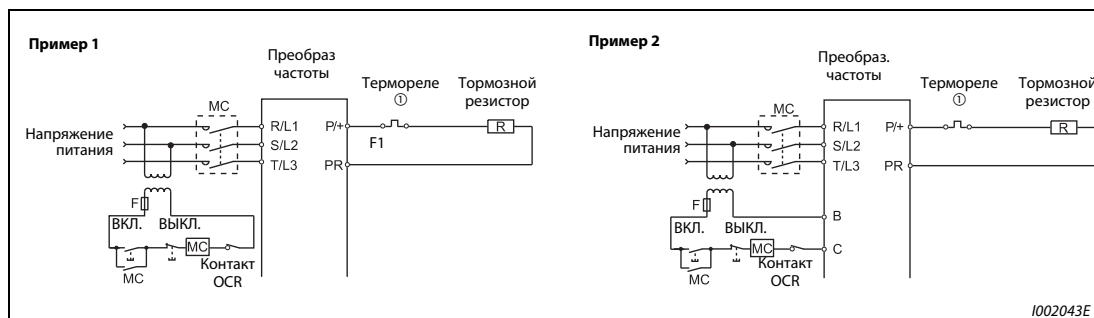 Пример 1
Преобраз
частоты
Термореле
①
Тормозной
резистор
MC
Напряжение
питания
R/L1
S/L2
T/L3
P/+
F1
R
PR
F
ВКЛ.
ВЫКЛ.
MC
MC
Контакт
OCR
Пример 2
Преобраз.
частоты
Термореле
①
Тормозной
резистор
MC
Напряжение
питания
R/L1
S/L2
T/L3
P/+
R
PR
F
B
ВКЛ.
ВЫКЛ.
MC
C
MC
Контакт
OCR
I002043E